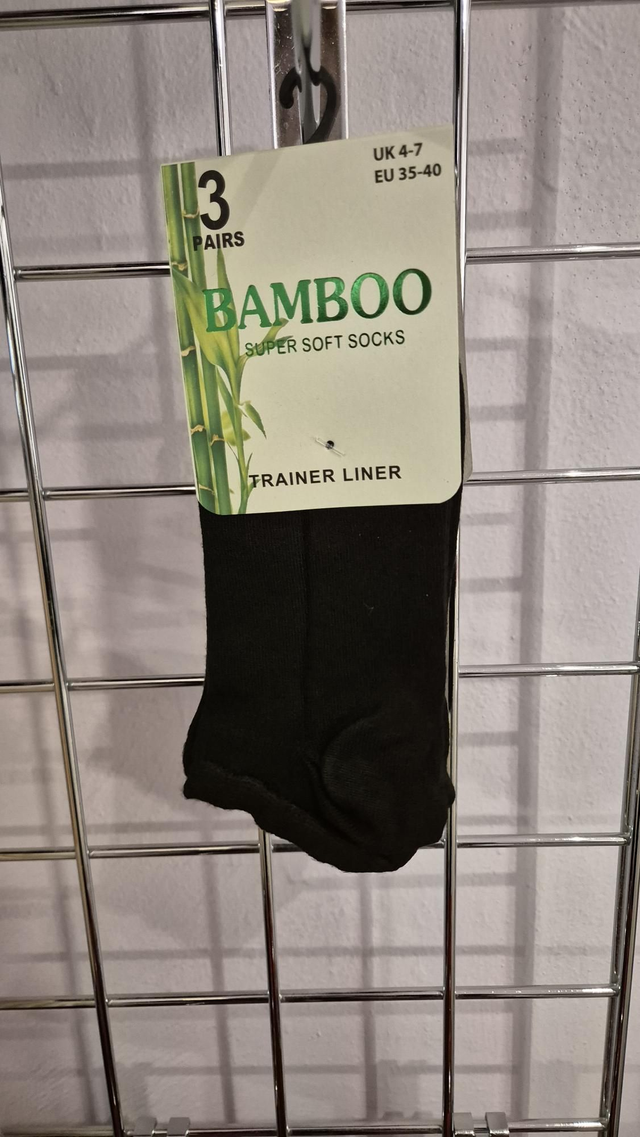 3
PAIRS
UK 4-7
EU 35-40
BAMBOO
SUPER SOFT SOCKS
TRAINER LINER